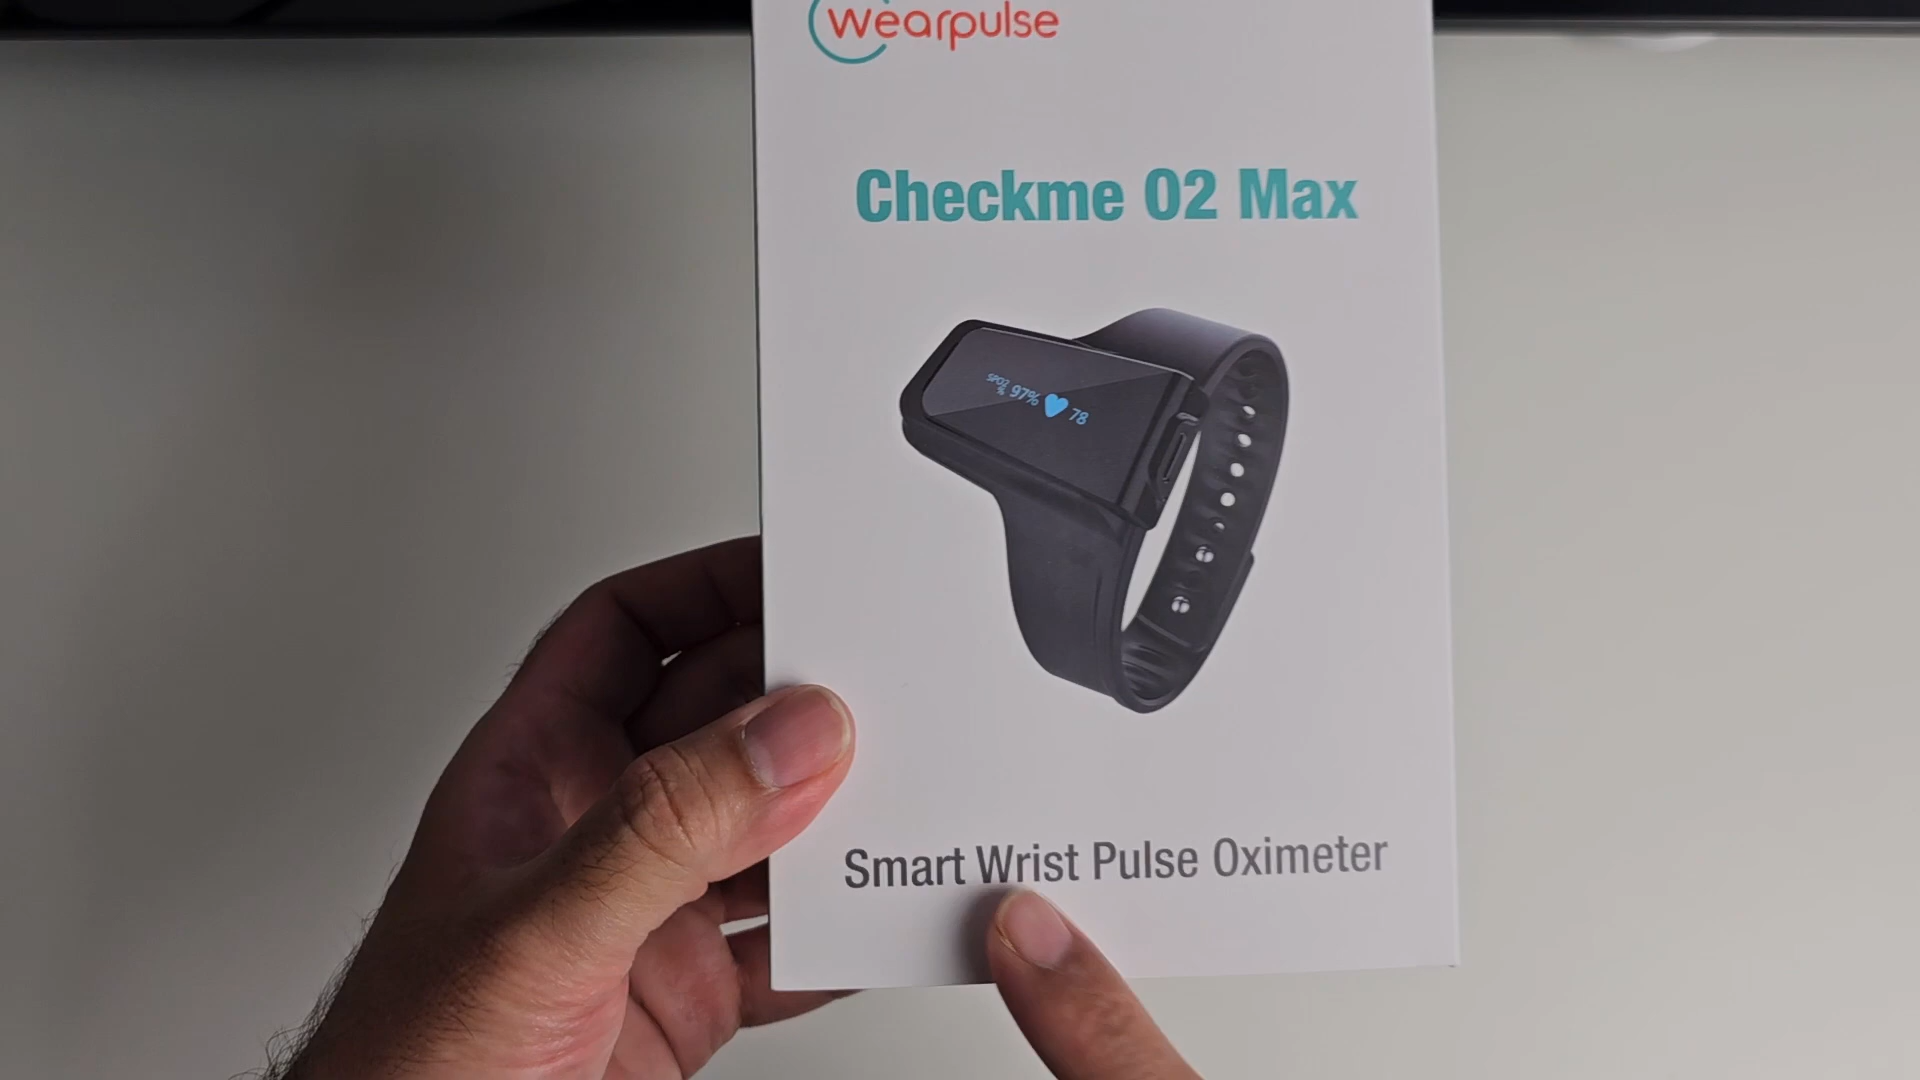 wearpulse
Checkme O2 Max
SPO2
%
97%
78
Smart Wrist Pulse Oximeter